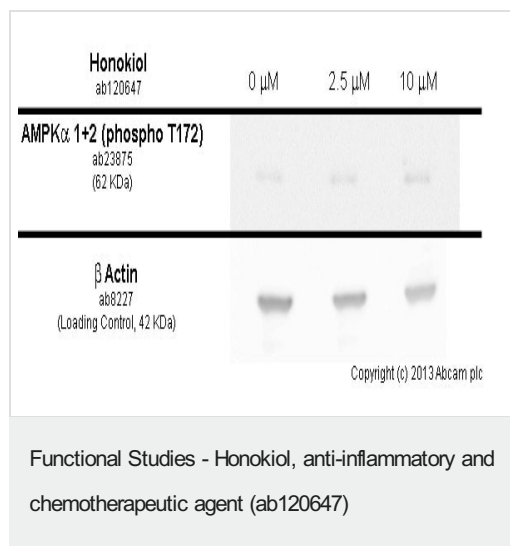 Honokiol
ab120647
0 µM 2.5 µM 10 µM
AMPKα 1+2 (phospho T172)
ab23875
(62 KDa)
β Actin
ab8227
(Loading Control, 42 KDa)
Copyright (c) 2013 Abcam plc
Functional Studies - Honokiol, anti-inflammatory and
chemotherapeutic agent (ab120647)